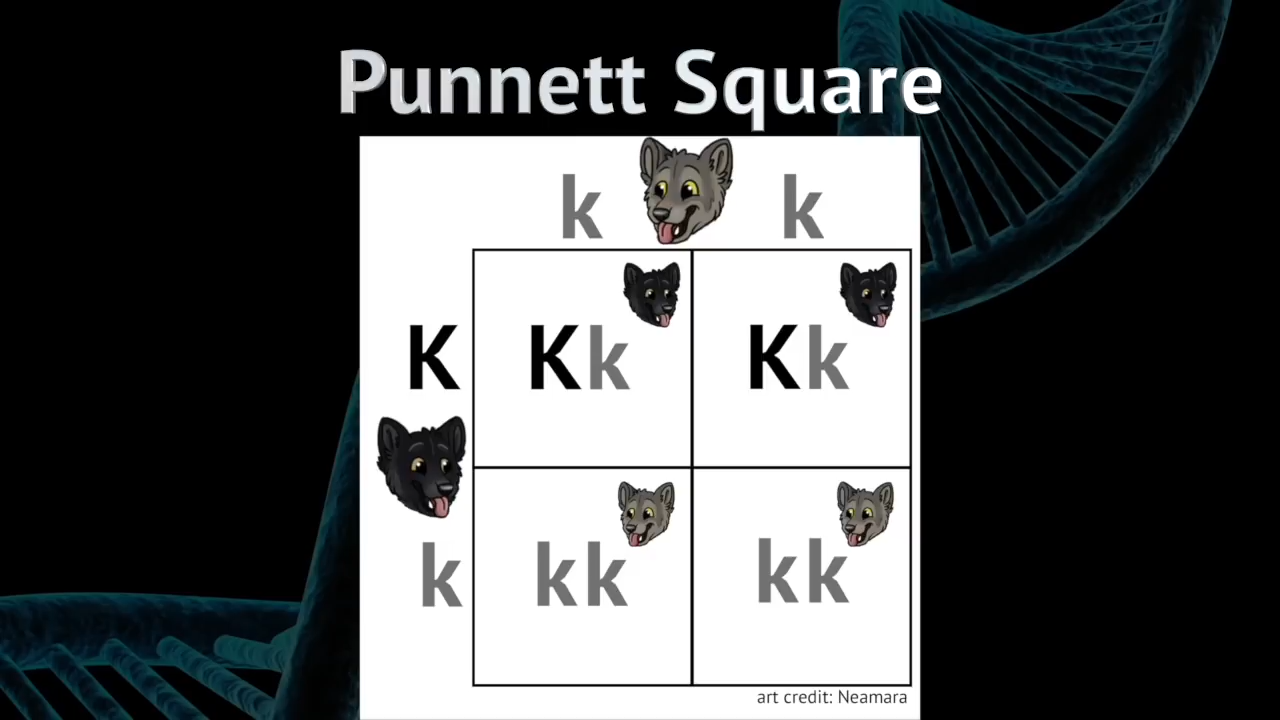 Punnett Square
k k
K Kk Kk
k kk kk
art credit: Neamara